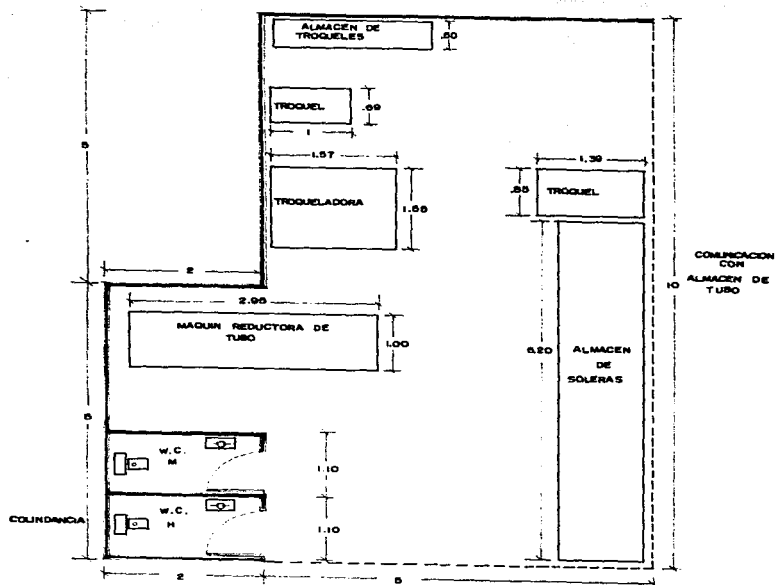 ALMACEN DE
TROQUELES
.60
TROQUEL
.69
1
5
1.57
1.39
TROQUELADORA
1.55
.55
TROQUEL
COMUNICACION
CON
ALMACEN DE
TUBO
10
2
2.95
MAQUIN REDUCTORA DE
TUBO
1.00
6.20
ALMACEN
DE
SOLERAS
5
W.C.
M
1.10
W.C.
H
1.10
COLINDANCIA
2
5